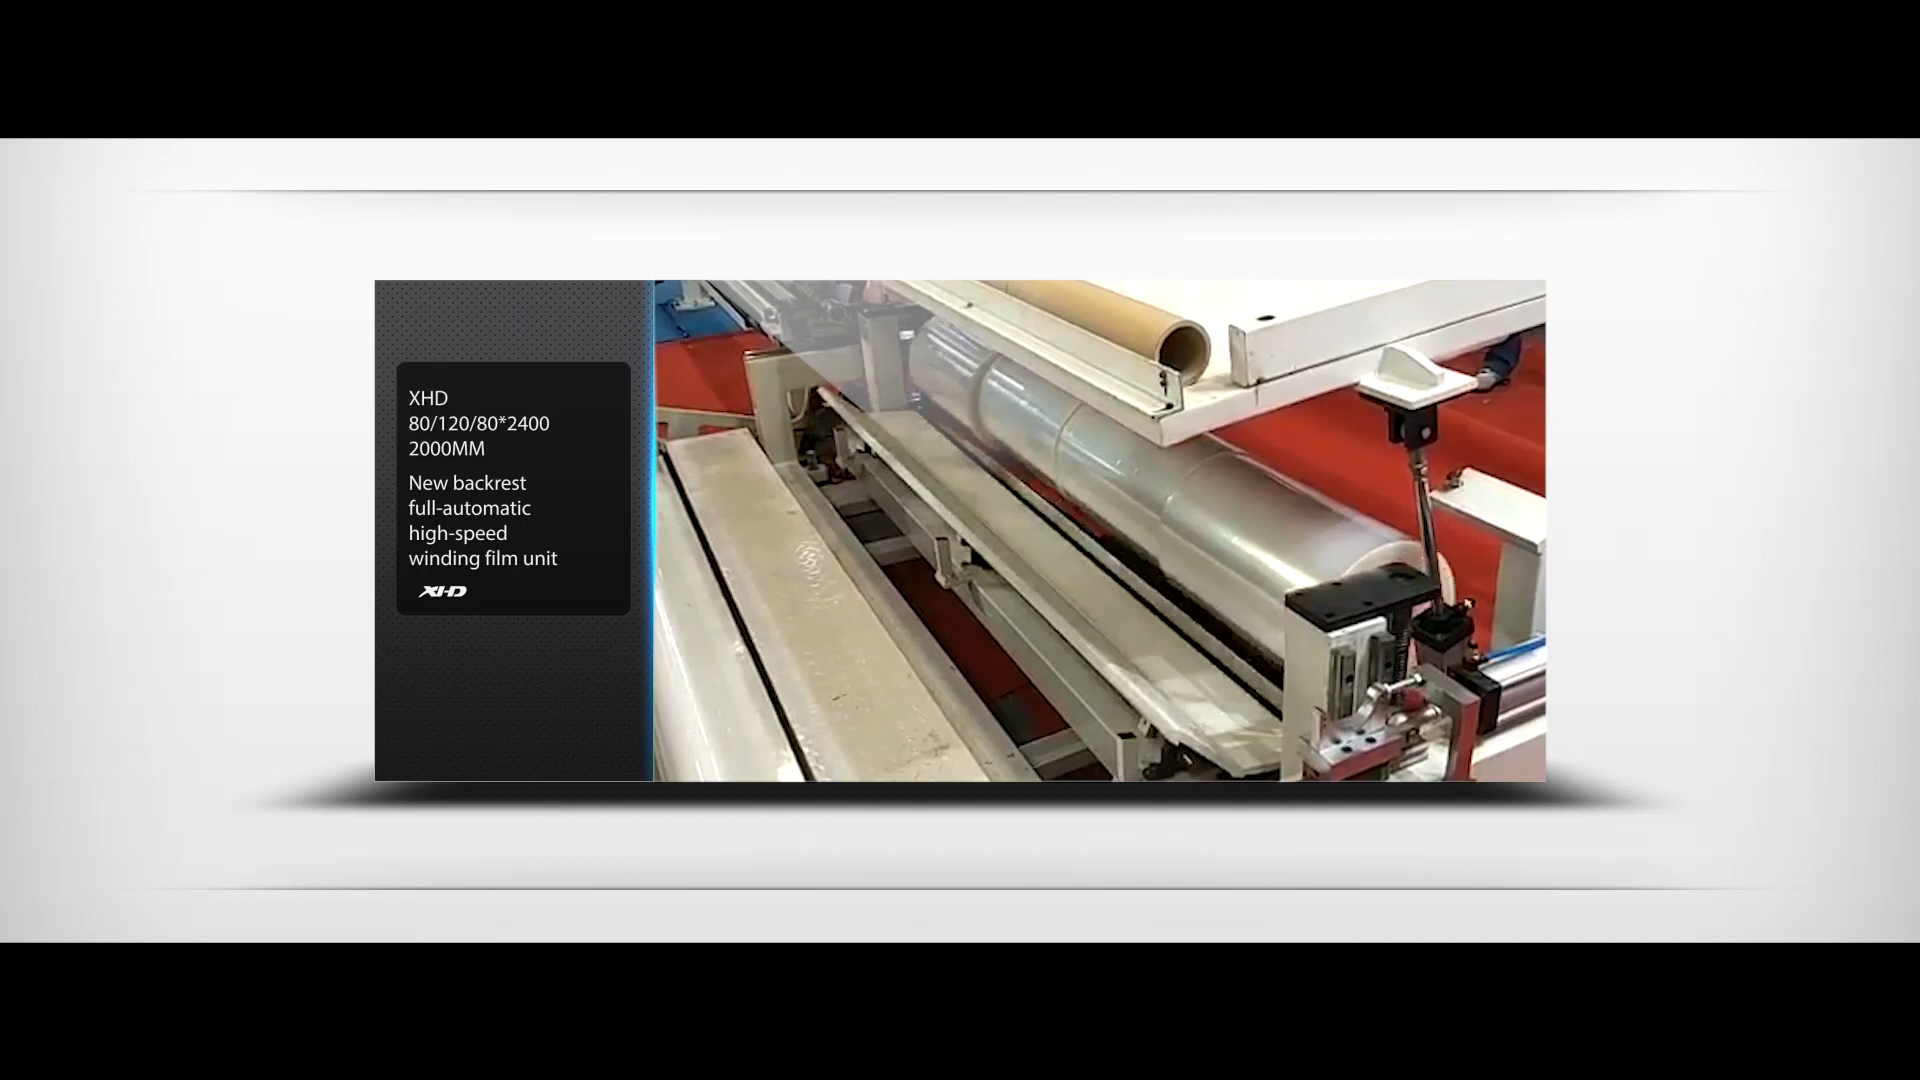 XHD
80/120/80*2400
2000MM
New backrest
full-automatic
high-speed
winding film unit
XHD